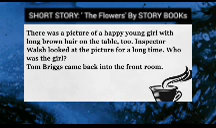 SHORT STORY: ' The Flowers' By STORY BOOKs
There was a picture of a happy young girl with
long brown hair on the table, too. Inspector
Walsh looked at the picture for a long time. Who
was the girl?
Tom Briggs came back into the front room.